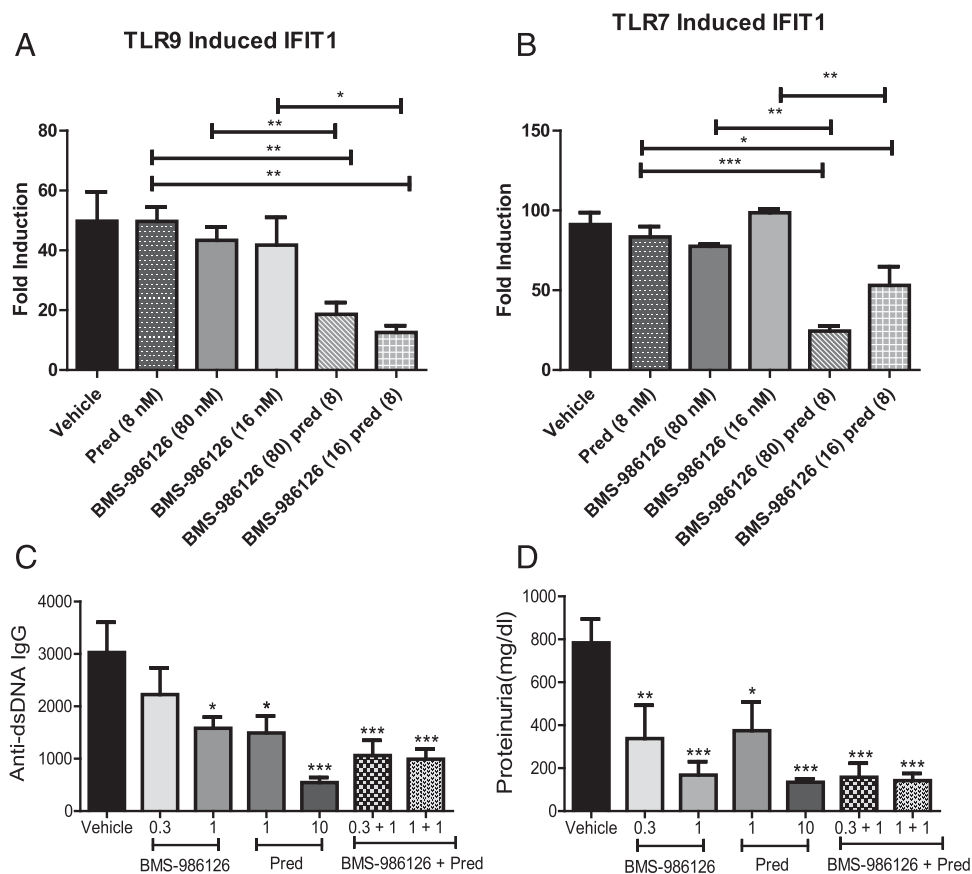 A
TLR9 Induced IFIT1
*
**
**
**
Fold Induction
80
60
40
20
0
Vehicle
Pred (8 nM)
BMS-986126 (80 nM)
BMS-986126 (16 nM)
BMS-986126 (80) pred (8)
BMS-986126 (16) pred (8)
B
TLR7 Induced IFIT1
**
**
*
***
Fold Induction
150
100
50
0
Vehicle
Pred (8 nM)
BMS-986126 (80 nM)
BMS-986126 (16 nM)
BMS-986126 (80) pred (8)
BMS-986126 (16) pred (8)
C
Anti-dsDNA IgG
4000
3000
2000
1000
0
* * *** *** ***
Vehicle 0.3 1 1 10 0.3 + 1 1 + 1
BMS-986126 Pred BMS-986126 + Pred
D
Proteinuria(mg/dl)
1000
800
600
400
200
0
** *** * *** *** ***
Vehicle 0.3 1 1 10 0.3 + 1 1 + 1
BMS-986126 Pred BMS-986126 + Pred